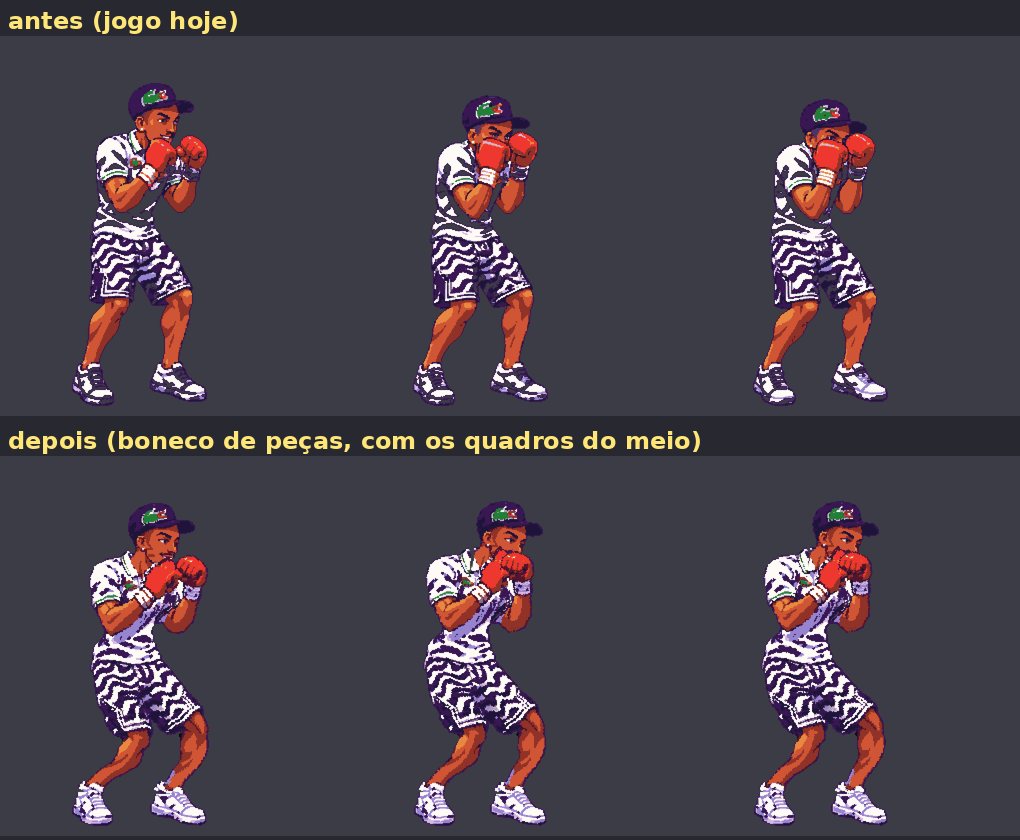 antes (jogo hoje)
depois (boneco de peças, com os quadros do meio)